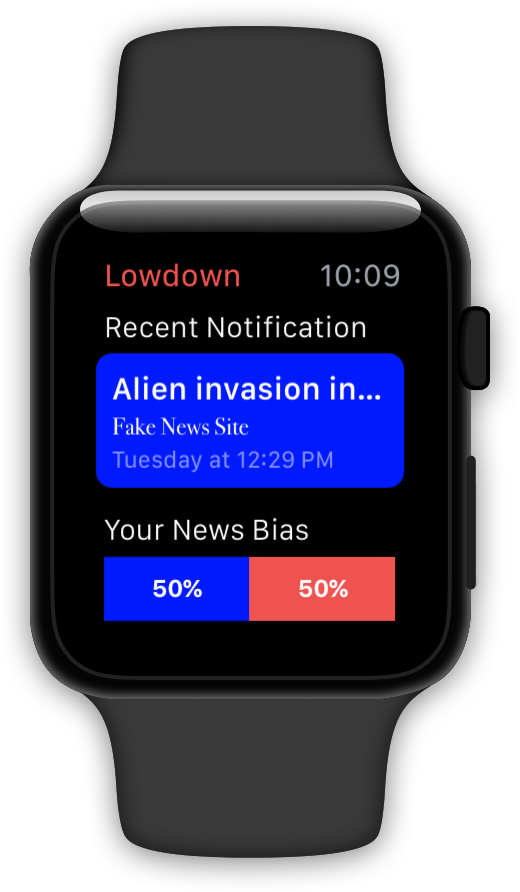 Lowdown 10:09
Recent Notification
Alien invasion in...
Fake News Site
Tuesday at 12:29 PM
Your News Bias
50% 50%